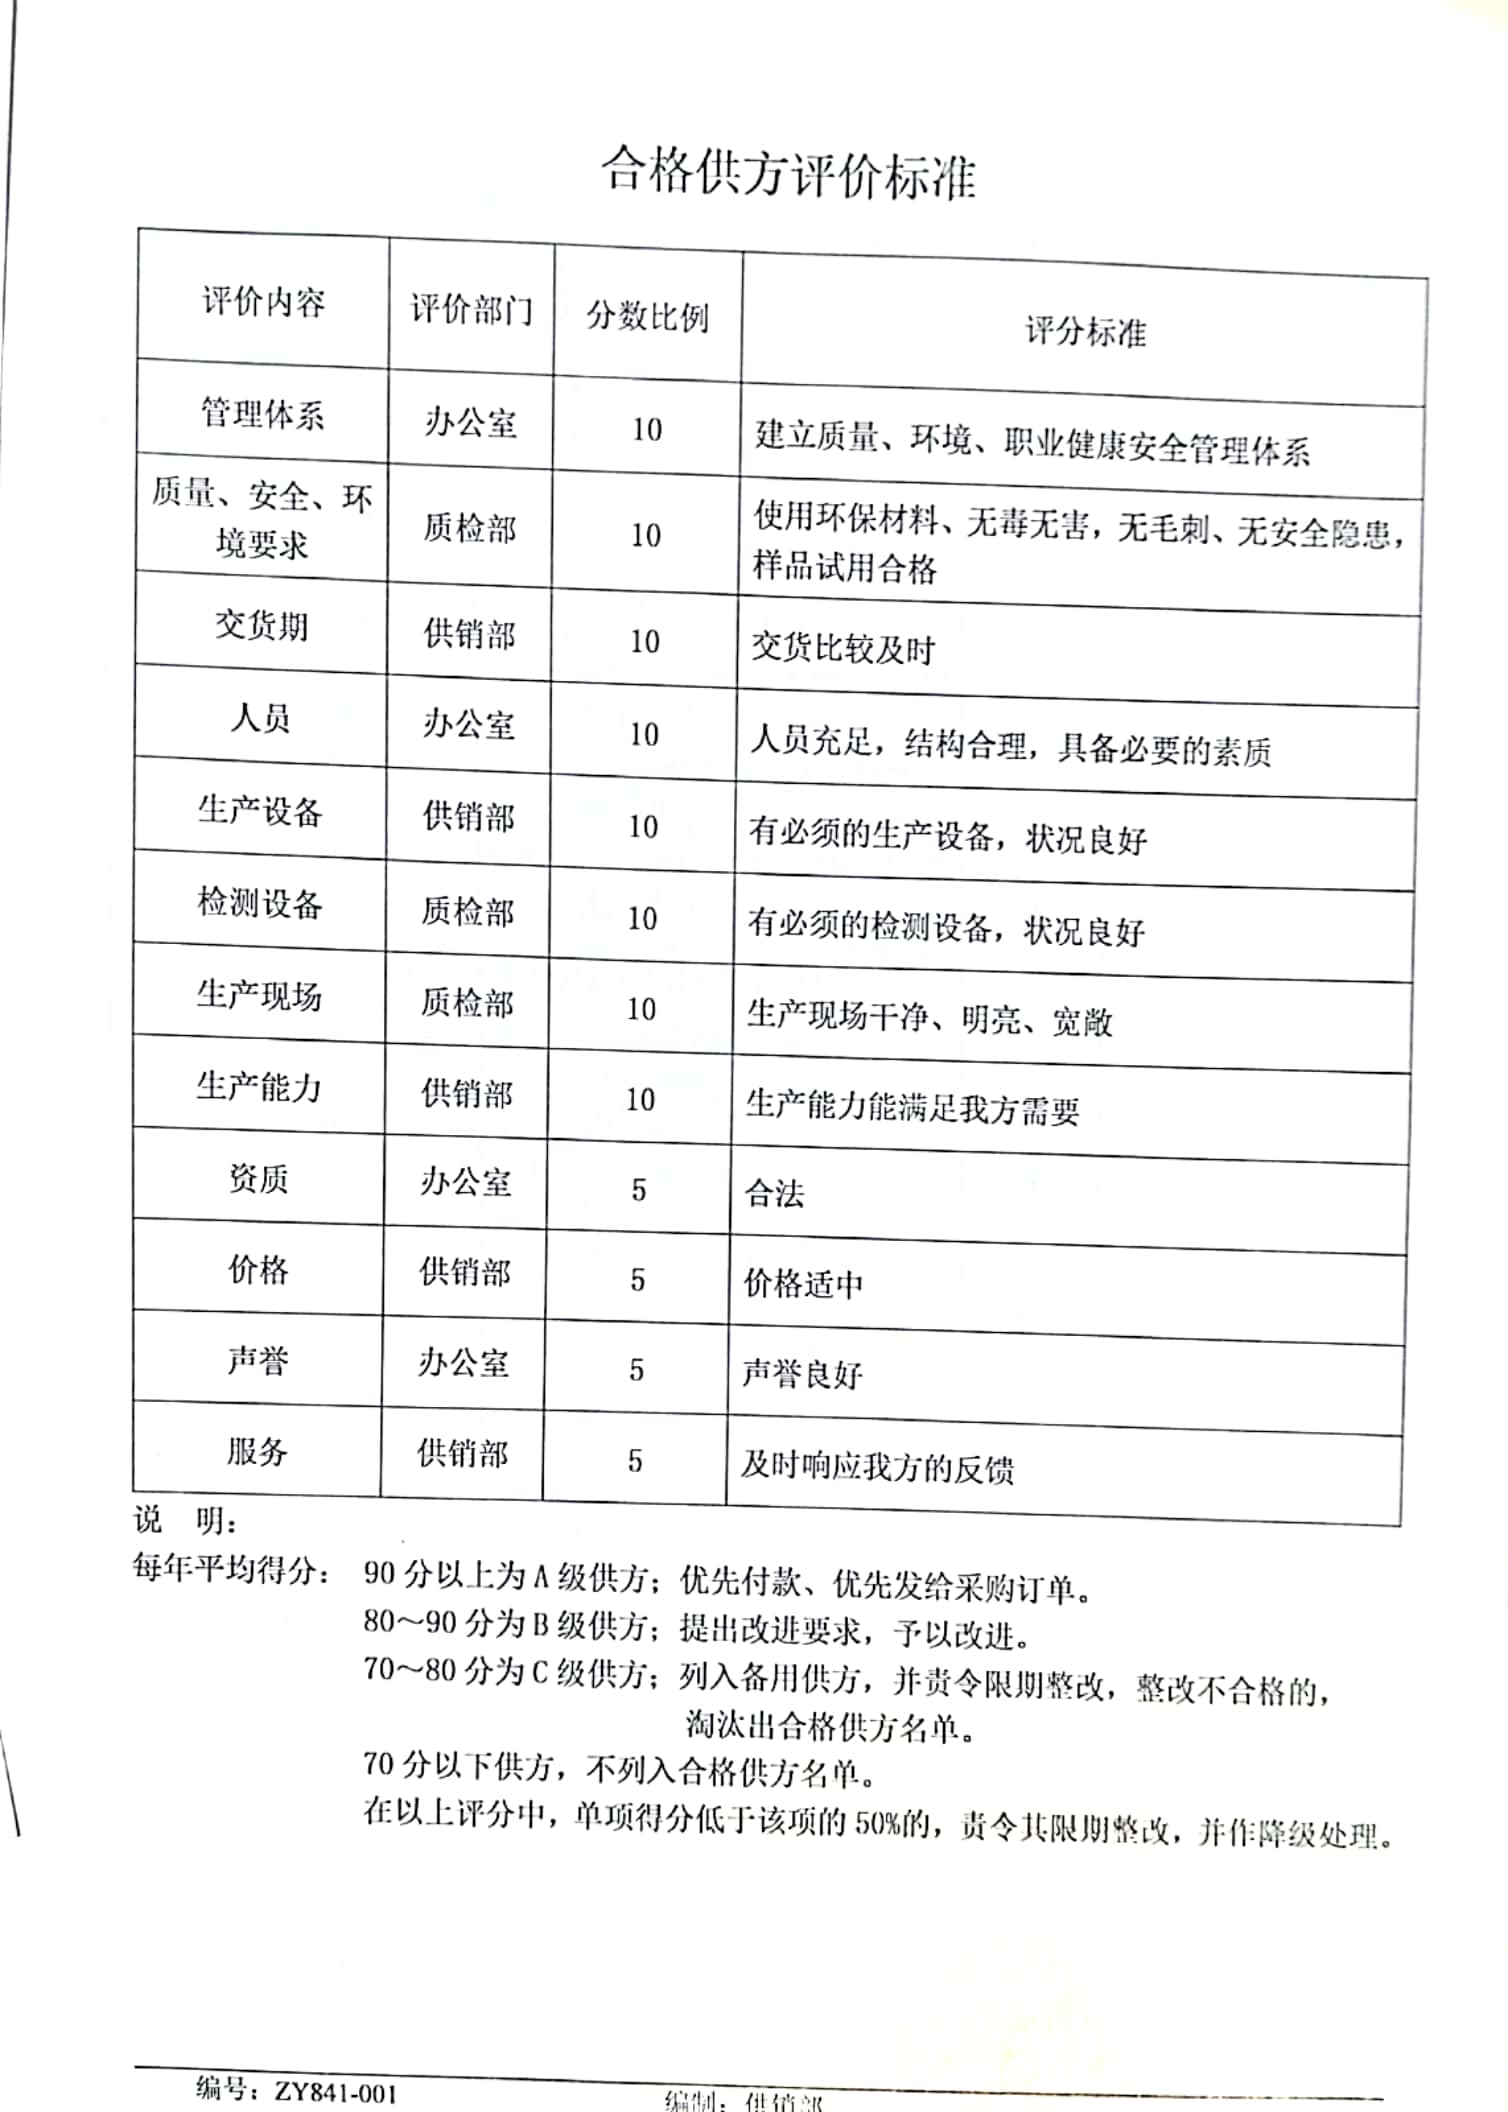 合格供方评价标准
评价内容 评价部门 分数比例 评分标准
管理体系 办公室 10 建立质量、环境、职业健康安全管理体系
质量、安全、环
境要求 质检部 10 使用环保材料、无毒无害，无毛刺、无安全隐患，
样品试用合格
交货期 供销部 10 交货比较及时
人员 办公室 10 人员充足，结构合理，具备必要的素质
生产设备 供销部 10 有必须的生产设备，状况良好
检测设备 质检部 10 有必须的检测设备，状况良好
生产现场 质检部 10 生产现场干净、明亮、宽敞
生产能力 供销部 10 生产能力能满足我方需要
资质 办公室 5 合法
价格 供销部 5 价格适中
声誉 办公室 5 声誉良好
服务 供销部 5 及时响应我方的反馈
说 明：
每年平均得分： 90分以上为A级供方；优先付款、优先发给采购订单。
80～90分为B级供方；提出改进要求，予以改进。
70～80分为C级供方；列入备用供方，并责令限期整改，整改不合格的，
淘汰出合格供方名单。
70分以下供方，不列入合格供方名单。
在以上评分中，单项得分低于该项的50%的，责令其限期整改，并作降级处理。
编号：ZY841-001 编制：供销部